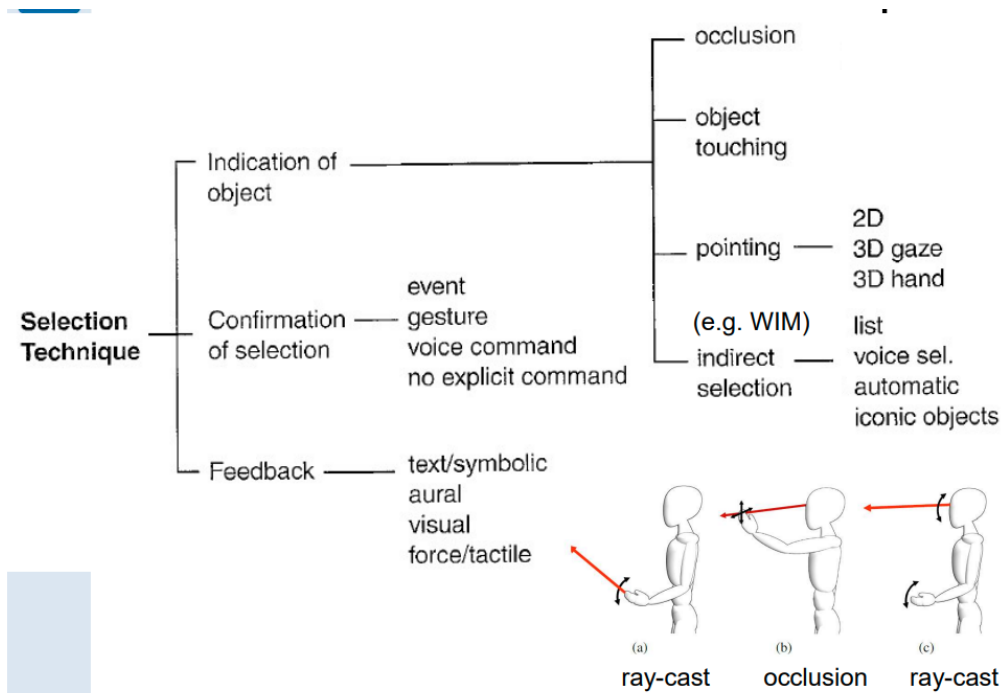 occlusion
object
touching
Indication of
object
2D
pointing
3D gaze
3D hand
event
gesture
voice command
no explicit command
Confirmation
of selection
Selection
Technique
(e.g. WIM)
indirect
selection
list
voice sel.
automatic
iconic objects
Feedback
text/symbolic
aural
visual
force/tactile
(a)
(b)
(c)
ray-cast
occlusion
ray-cast